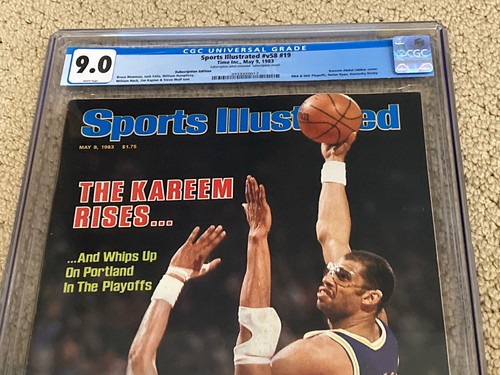 CGC UNIVERSAL GRADE
9.0
Sports Illustrated #v58 #19
Time Inc., May 9, 1983
Subscription Edition
CGC
Sports Illustrated
MAY 9, 1983 $1.75
THE KAREEM
RISES...
...And Whips Up
On Portland
In The Playoffs